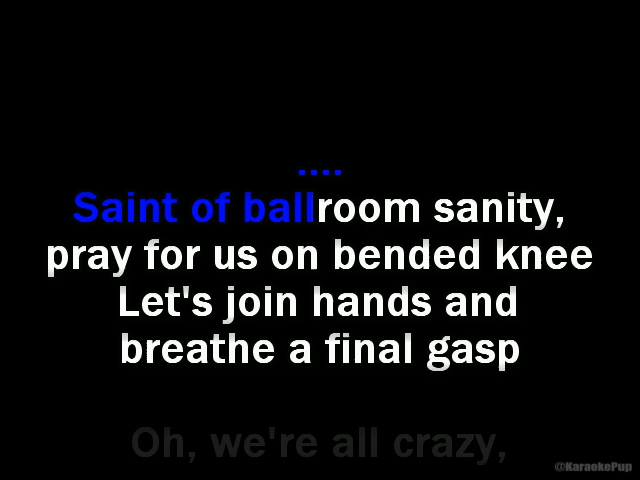 ....
Saint of ballroom sanity,
pray for us on bended knee
Let's join hands and
breathe a final gasp
Oh, we're all crazy,
@KaraokePup